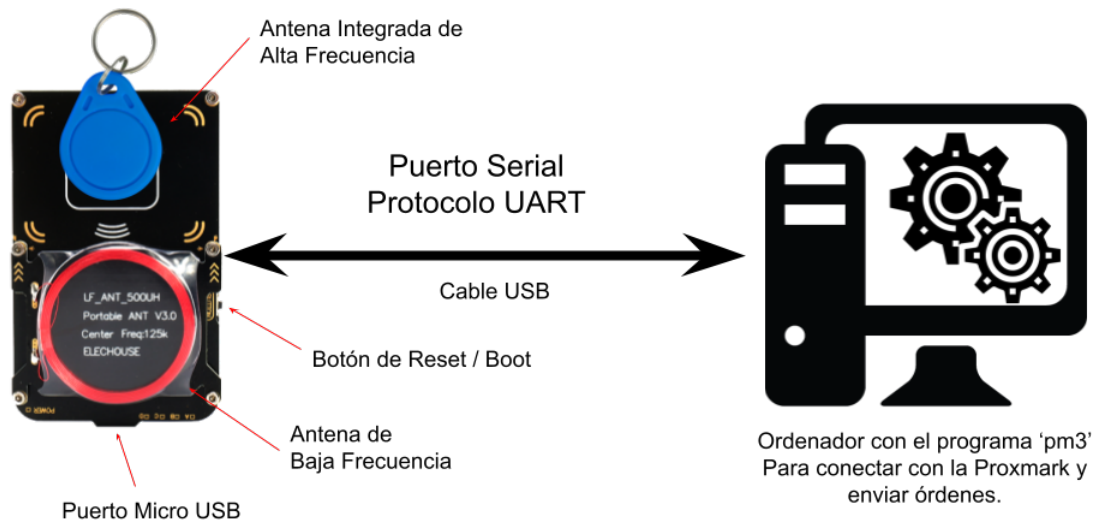 Antena Integrada de
Alta Frecuencia
Puerto Serial
Protocolo UART
Cable USB
LF_ANT_500UH
Portable ANT V3.0
Center Freq:125k
ELECHOUSE
Botón de Reset / Boot
POWER
A B C D
Antena de
Baja Frecuencia
Puerto Micro USB
Ordenador con el programa ‘pm3’
Para conectar con la Proxmark y
enviar órdenes.